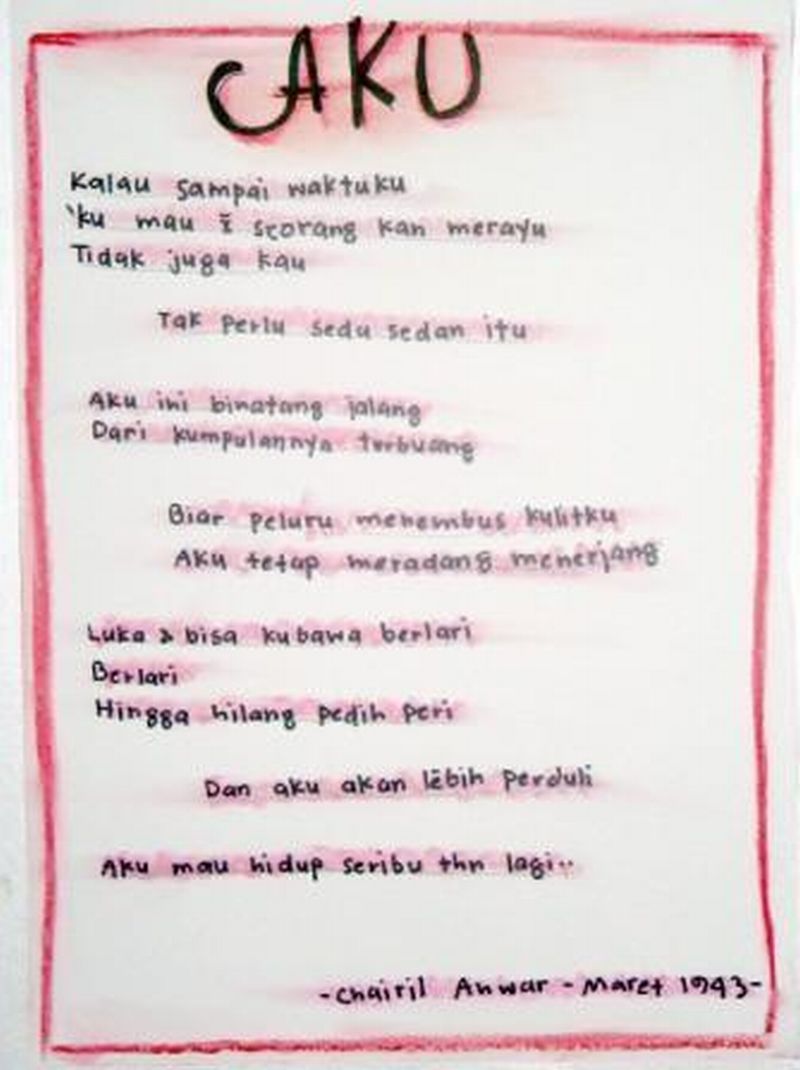 AKU
Kalau sampai waktuku
'ku mau seorang kan merayu
Tidak juga kau
Tak perlu sedu sedan itu
Aku ini binatang jalang
Dari kumpulannya terbuang
Biar peluru menembus kulitku
Aku tetap meradang menerjang
Luka & bisa kubawa berlari
Berlari
Hingga hilang pedih peri
Dan aku akan lebih perduli
Aku mau hidup seribu thn lagi..
-Chairil Anwar - Maret 1943-